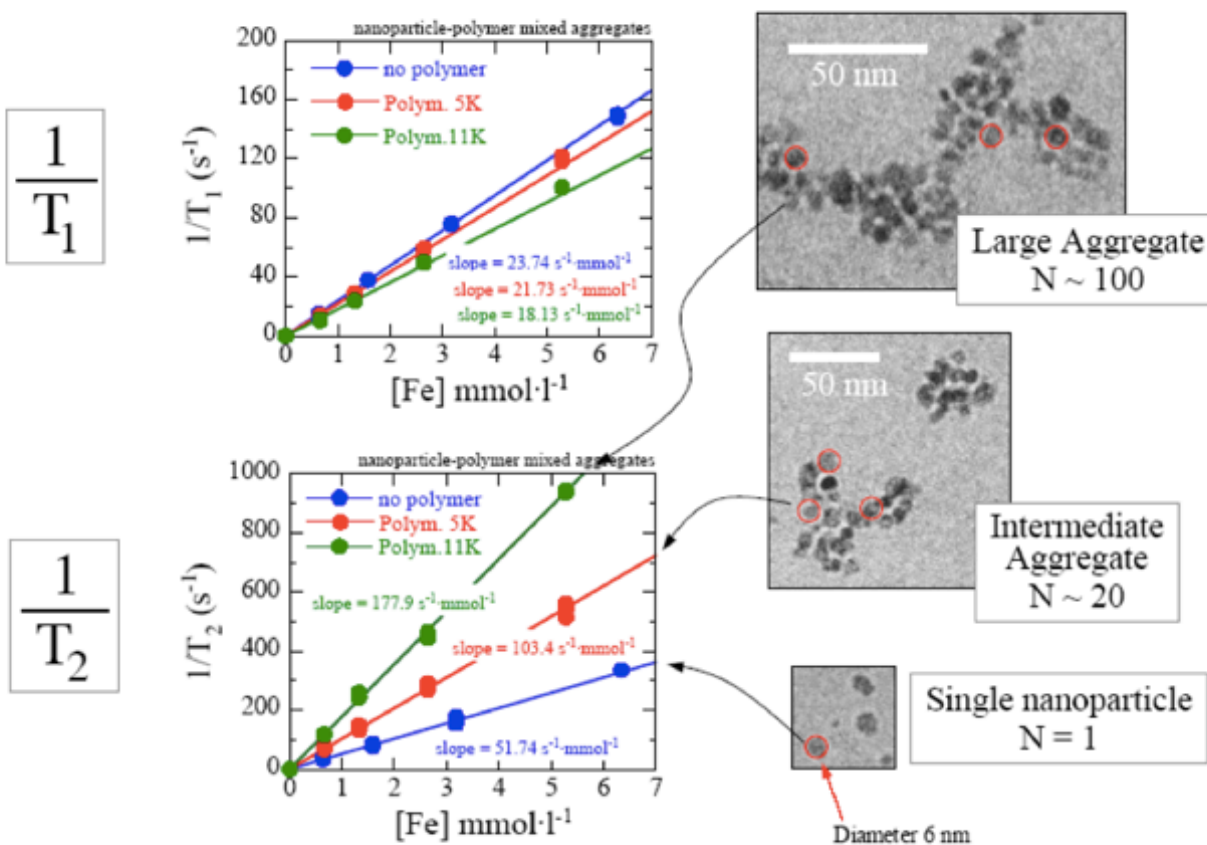 nanoparticle-polymer mixed aggregates
200
160
120
80
40
0
1/T₁ (s⁻¹)
no polymer
Polym. 5K
Polym.11K
slope = 23.74 s⁻¹·mmol⁻¹
slope = 21.73 s⁻¹·mmol⁻¹
slope = 18.13 s⁻¹·mmol⁻¹
0 1 2 3 4 5 6 7
[Fe] mmol·l⁻¹
1
T₁
50 nm
Large Aggregate
N ~ 100
50 nm
Intermediate
Aggregate
N ~ 20
nanoparticle-polymer mixed aggregates
1000
800
600
400
200
0
1/T₂ (s⁻¹)
no polymer
Polym. 5K
Polym.11K
slope = 177.9 s⁻¹·mmol⁻¹
slope = 103.4 s⁻¹·mmol⁻¹
slope = 51.74 s⁻¹·mmol⁻¹
0 1 2 3 4 5 6 7
[Fe] mmol·l⁻¹
1
T₂
Single nanoparticle
N = 1
Diameter 6 nm